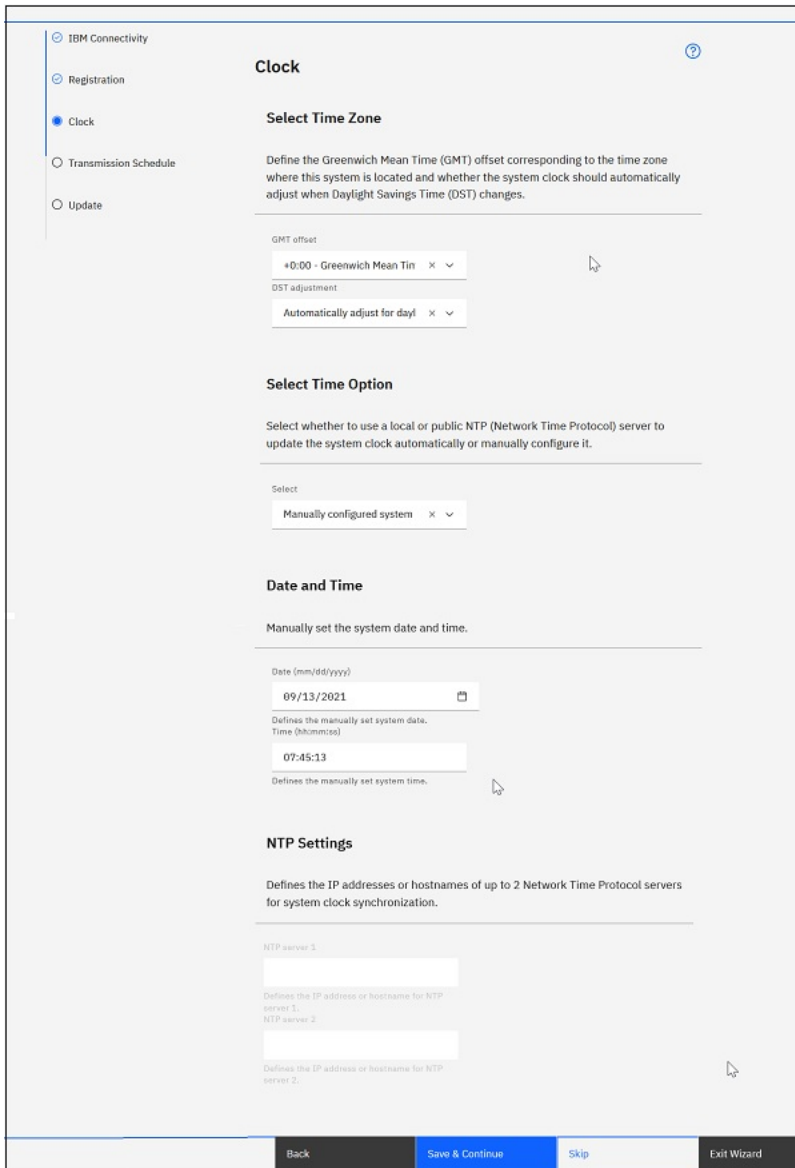 IBM Connectivity
Registration
Clock
Transmission Schedule
Update
Clock
Select Time Zone
Define the Greenwich Mean Time (GMT) offset corresponding to the time zone
where this system is located and whether the system clock should automatically
adjust when Daylight Savings Time (DST) changes.
GMT offset
+0:00 - Greenwich Mean Tim
DST adjustment
Automatically adjust for dayl
Select Time Option
Select whether to use a local or public NTP (Network Time Protocol) server to
update the system clock automatically or manually configure it.
Select
Manually configured system
Date and Time
Manually set the system date and time.
Date (mm/dd/yyyy)
09/13/2021
Defines the manually set system date.
Time (hh:mm:ss)
07:45:13
Defines the manually set system time.
NTP Settings
Defines the IP addresses or hostnames of up to 2 Network Time Protocol servers
for system clock synchronization.
NTP server 1
Defines the IP address or hostname for NTP
server 1.
NTP server 2
Defines the IP address or hostname for NTP
server 2.
Back
Save & Continue
Skip
Exit Wizard